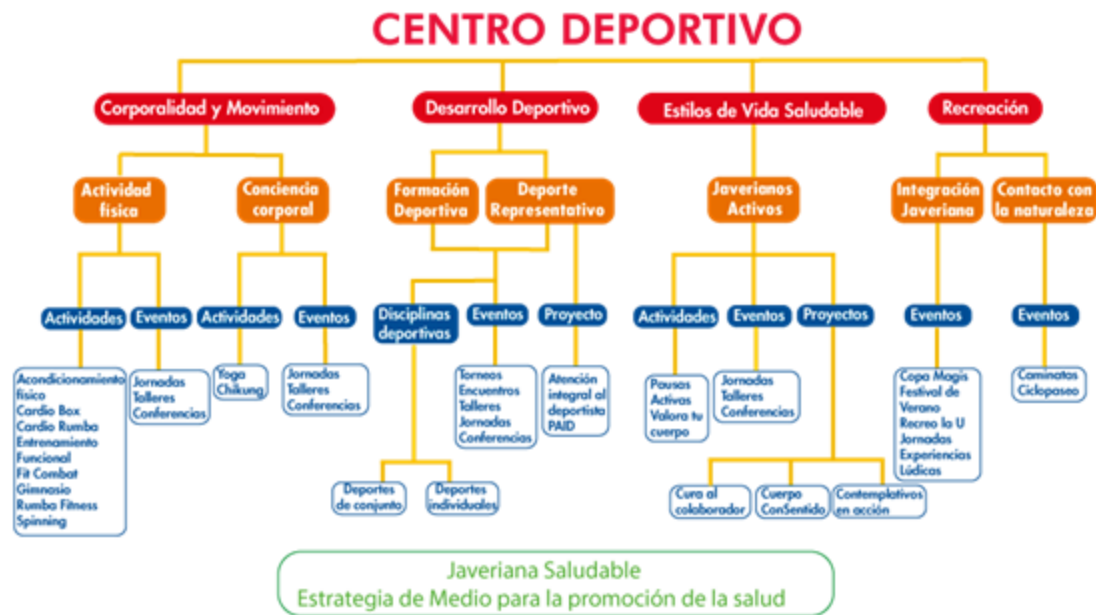 CENTRO DEPORTIVO
Corporalidad y Movimiento
Desarrollo Deportivo
Estilos de Vida Saludable
Recreación
Actividad
física
Conciencia
corporal
Formación
Deportiva
Deporte
Representativo
Javerianos
Activos
Integración
Javeriana
Contacto con
la naturaleza
Actividades
Eventos
Actividades
Eventos
Disciplinas
deportivas
Eventos
Proyecto
Actividades
Eventos
Proyectos
Eventos
Eventos
Acondicionamiento
físico
Cardio Box
Cardio Rumba
Entrenamiento
Funcional
Fit Combat
Gimnasio
Rumba Fitness
Spinning
Jornadas
Talleres
Conferencias
Yoga
Chikung
Jornadas
Talleres
Conferencias
Torneos
Encuentros
Talleres
Jornadas
Conferencias
Atención
integral al
deportista
PAID
Pausas
Activas
Valora tu
cuerpo
Jornadas
Talleres
Conferencias
Copa Magis
Festival de
Verano
Recreo la U
Jornadas
Experiencias
Lúdicas
Caminatas
Ciclopaseo
Deportes
de conjunto
Deportes
individuales
Cura al
colaborador
Cuerpo
ConSentido
Contemplativos
en acción
Javeriana Saludable
Estrategia de Medio para la promoción de la salud